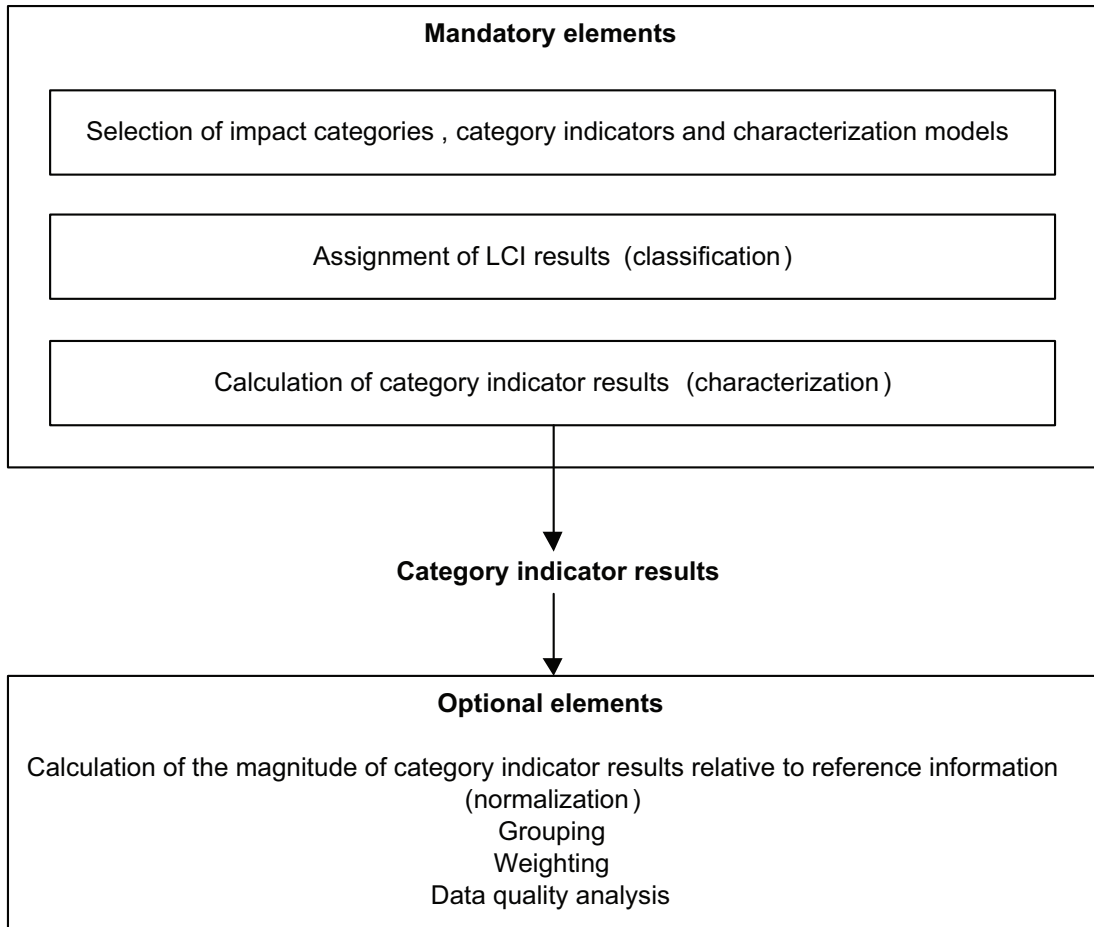 Mandatory elements
Selection of impact categories , category indicators and characterization models
Assignment of LCI results (classification)
Calculation of category indicator results (characterization)
Category indicator results
Optional elements
Calculation of the magnitude of category indicator results relative to reference information
(normalization)
Grouping
Weighting
Data quality analysis